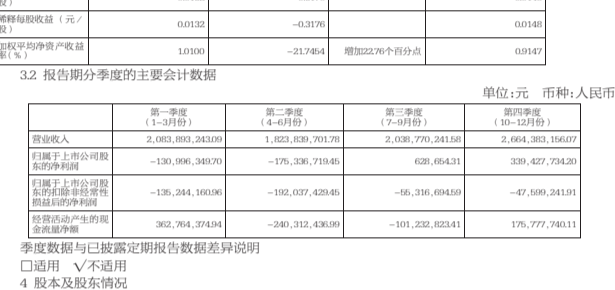 股）
稀释每股收益（元／
股） 0.0132 -0.3176 0.0148
加权平均净资产收益
率（%） 1.0100 -21.7454 增加22.76个百分点 0.9147
3.2 报告期分季度的主要会计数据
单位：元 币种：人民币
第一季度
（1-3月份） 第二季度
（4-6月份） 第三季度
（7-9月份） 第四季度
（10-12月份）
营业收入 2,083,893,243.09 1,823,839,701.78 2,038,770,241.58 2,664,383,156.07
归属于上市公司股
东的净利润 -130,996,349.70 -175,336,719.45 628,654.31 339,427,734.20
归属于上市公司股
东的扣除非经常性
损益后的净利润 -135,244,160.96 -192,037,429.45 -55,316,694.59 -47,599,241.91
经营活动产生的现
金流量净额 362,764,374.94 -240,312,436.99 -101,232,823.41 175,777,740.11
季度数据与已披露定期报告数据差异说明
□适用 √不适用
4 股本及股东情况